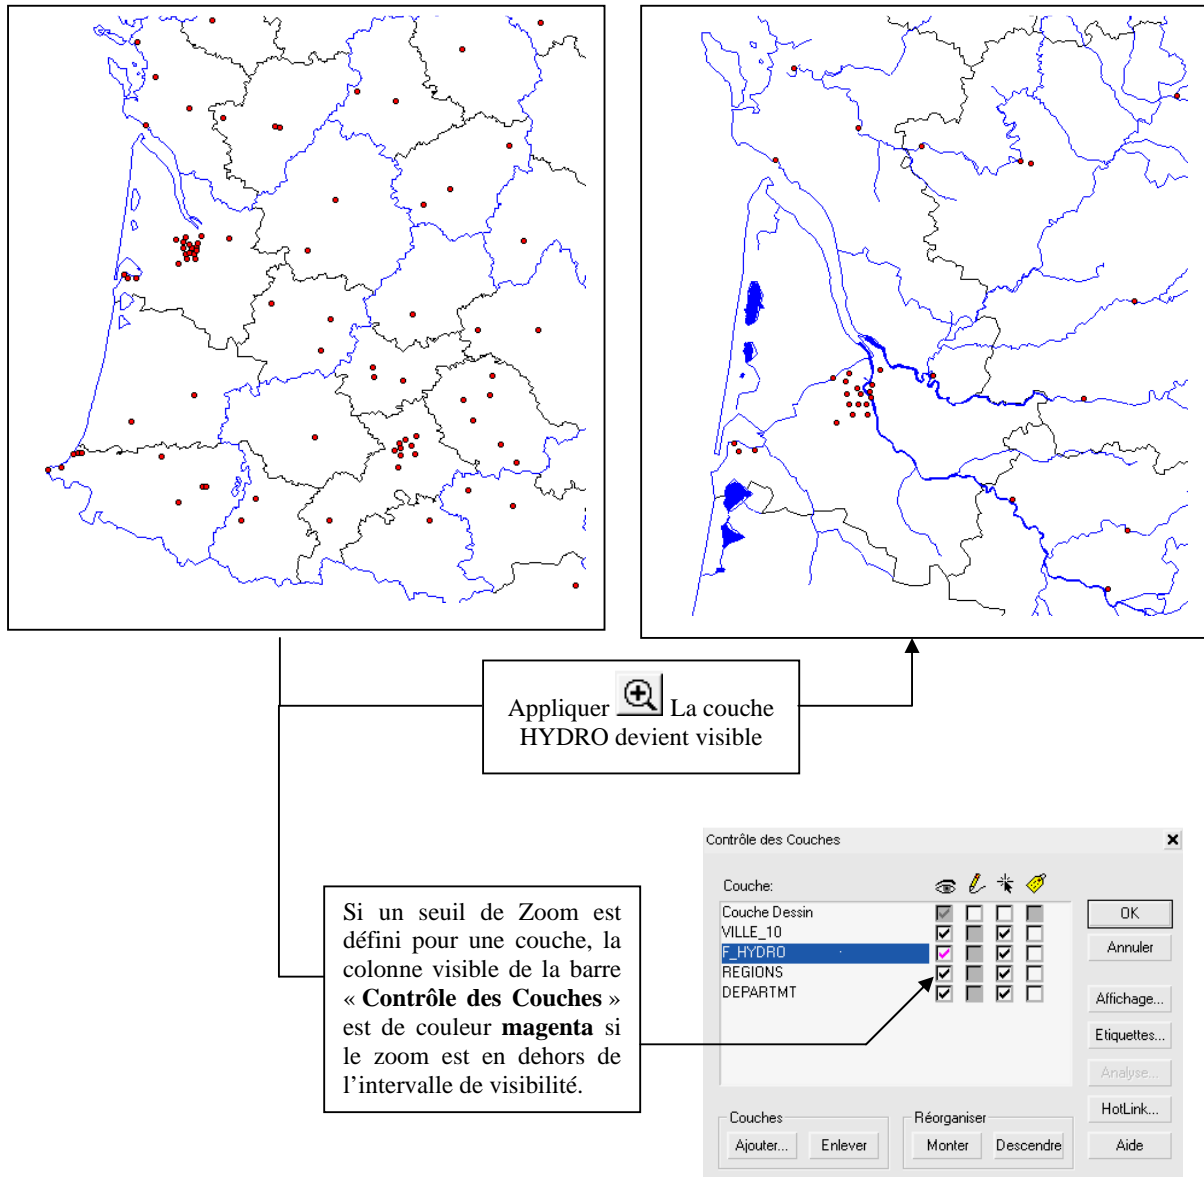 Appliquer La couche
HYDRO devient visible
Si un seuil de Zoom est
défini pour une couche, la
colonne visible de la barre
« Contrôle des Couches »
est de couleur magenta si
le zoom est en dehors de
l’intervalle de visibilité.
Contrôle des Couches
Couche:
Couche Dessin
VILLE_10
F_HYDRO
REGIONS
DEPARTMT
OK
Annuler
Affichage...
Etiquettes...
Analyse...
HotLink...
Aide
Couches
Ajouter... Enlever
Réorganiser
Monter Descendre